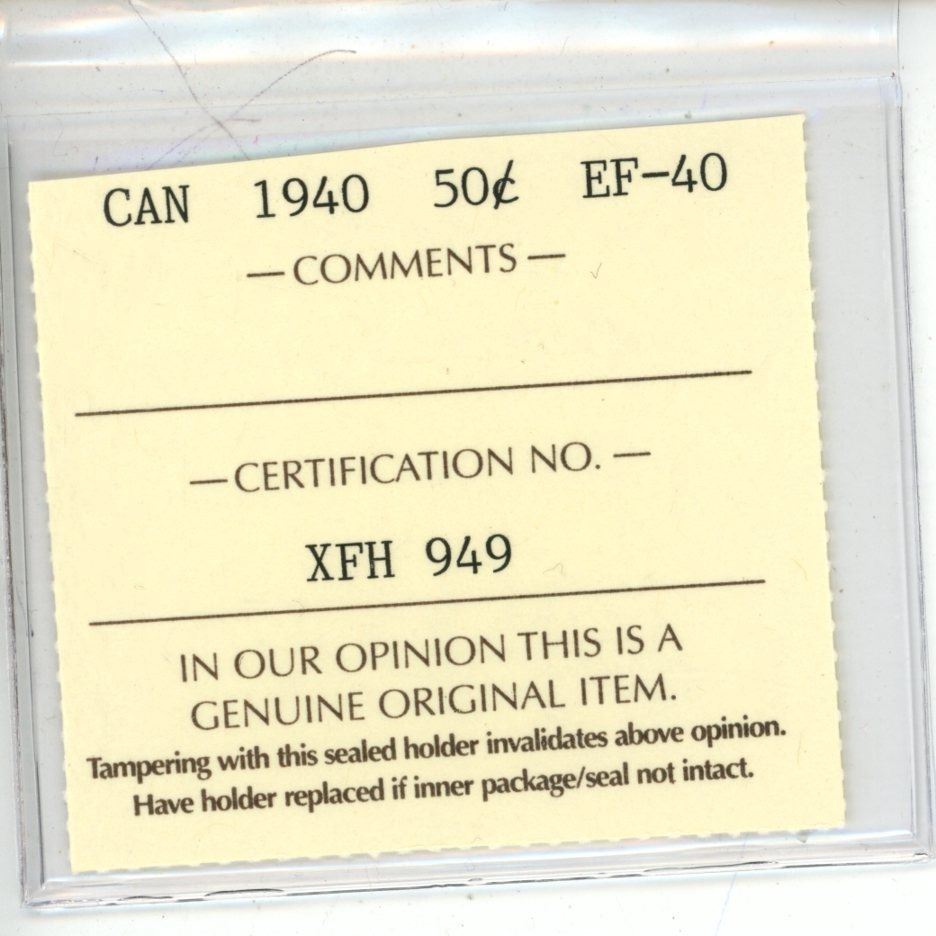 CAN 1940 50¢ EF-40
— COMMENTS —
— CERTIFICATION NO. —
XFH 949
IN OUR OPINION THIS IS A
GENUINE ORIGINAL ITEM.
Tampering with this sealed holder invalidates above opinion.
Have holder replaced if inner package/seal not intact.